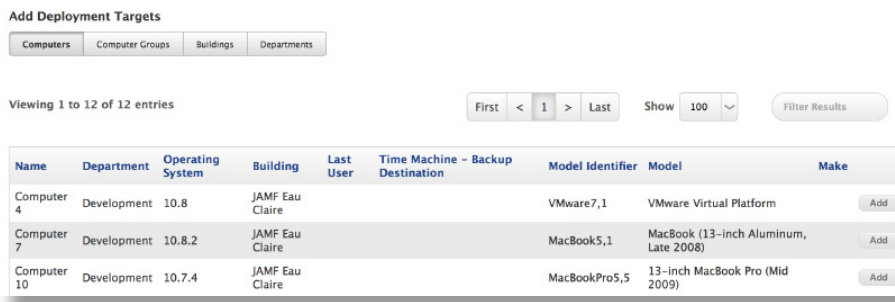 Add Deployment Targets
Computers Computer Groups Buildings Departments
Viewing 1 to 12 of 12 entries First < 1 > Last Show 100 Filter Results
Name Department Operating System Building Last User Time Machine – Backup Destination Model Identifier Model Make
Computer 4 Development 10.8 JAMF Eau Claire VMware7,1 VMware Virtual Platform Add
Computer 7 Development 10.8.2 JAMF Eau Claire MacBook5,1 MacBook (13-inch Aluminum, Late 2008) Add
Computer 10 Development 10.7.4 JAMF Eau Claire MacBookPro5,5 13-inch MacBook Pro (Mid 2009) Add